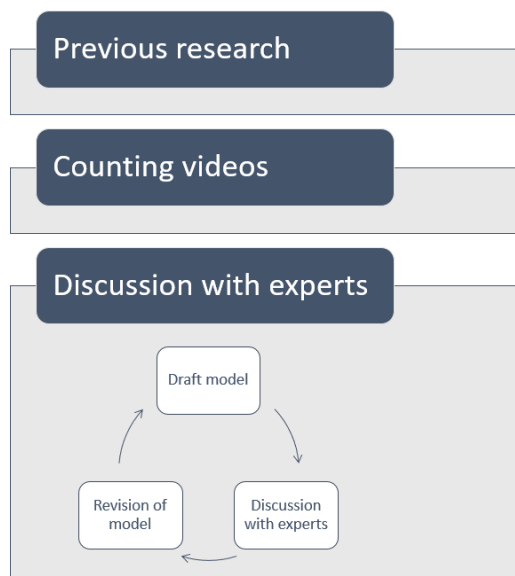 Previous research
Counting videos
Discussion with experts
Draft model
Revision of
model
Discussion
with experts